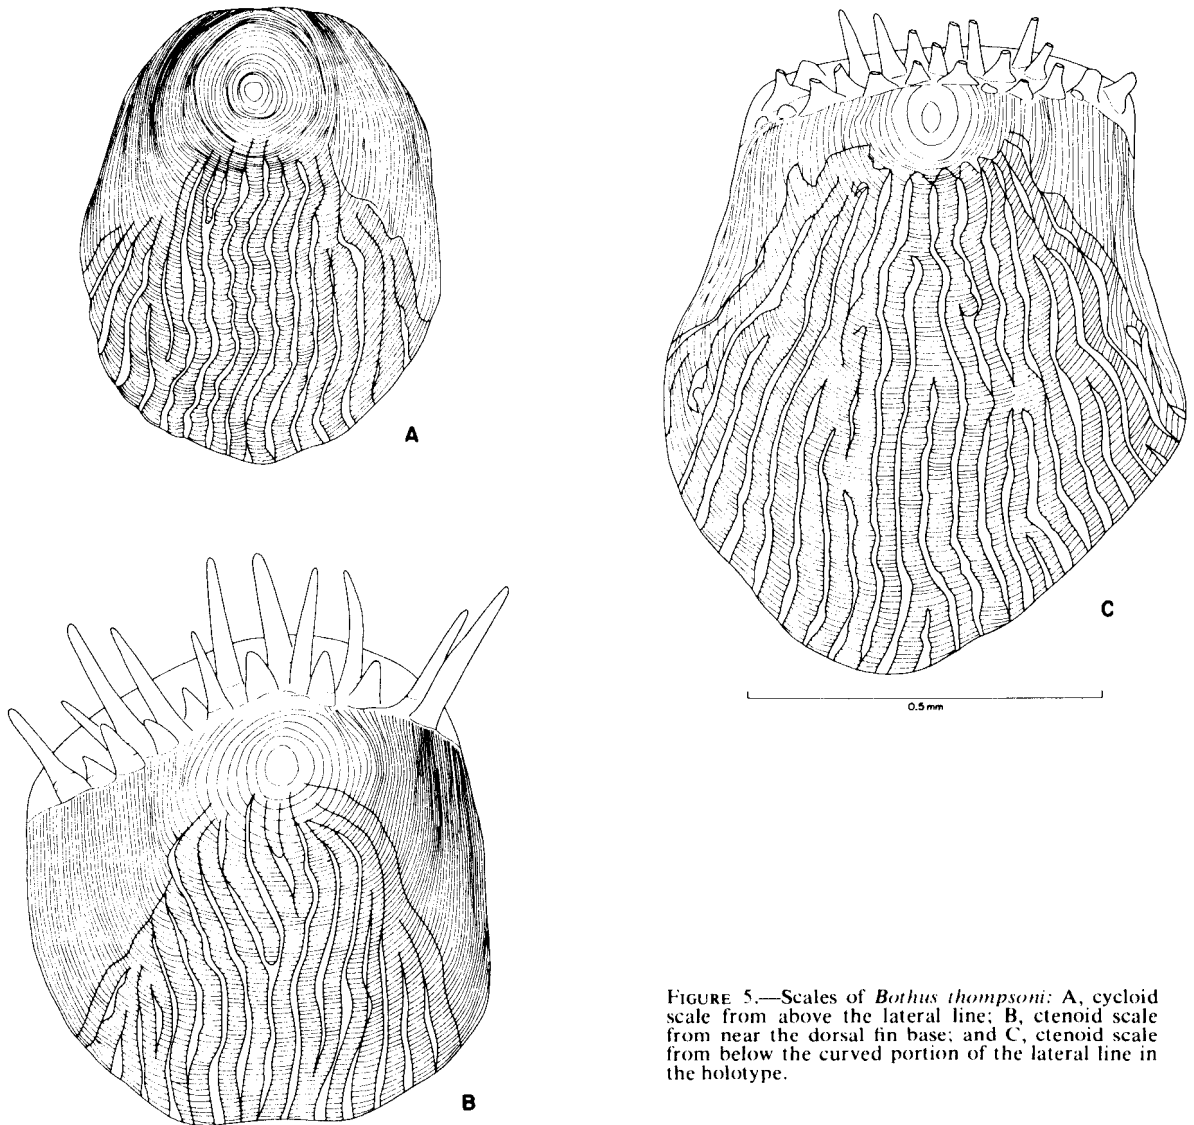 A
C
0.5 mm
B
FIGURE 5.—Scales of Bothus thompsoni: A, cycloid
scale from above the lateral line; B, ctenoid scale
from near the dorsal fin base; and C, ctenoid scale
from below the curved portion of the lateral line in
the holotype.